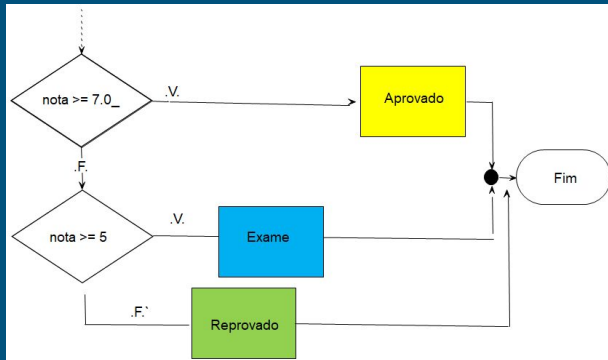 nota >= 7.0_
.V.
Aprovado
.F.
Fim
nota >= 5
.V.
Exame
.F.`
Reprovado